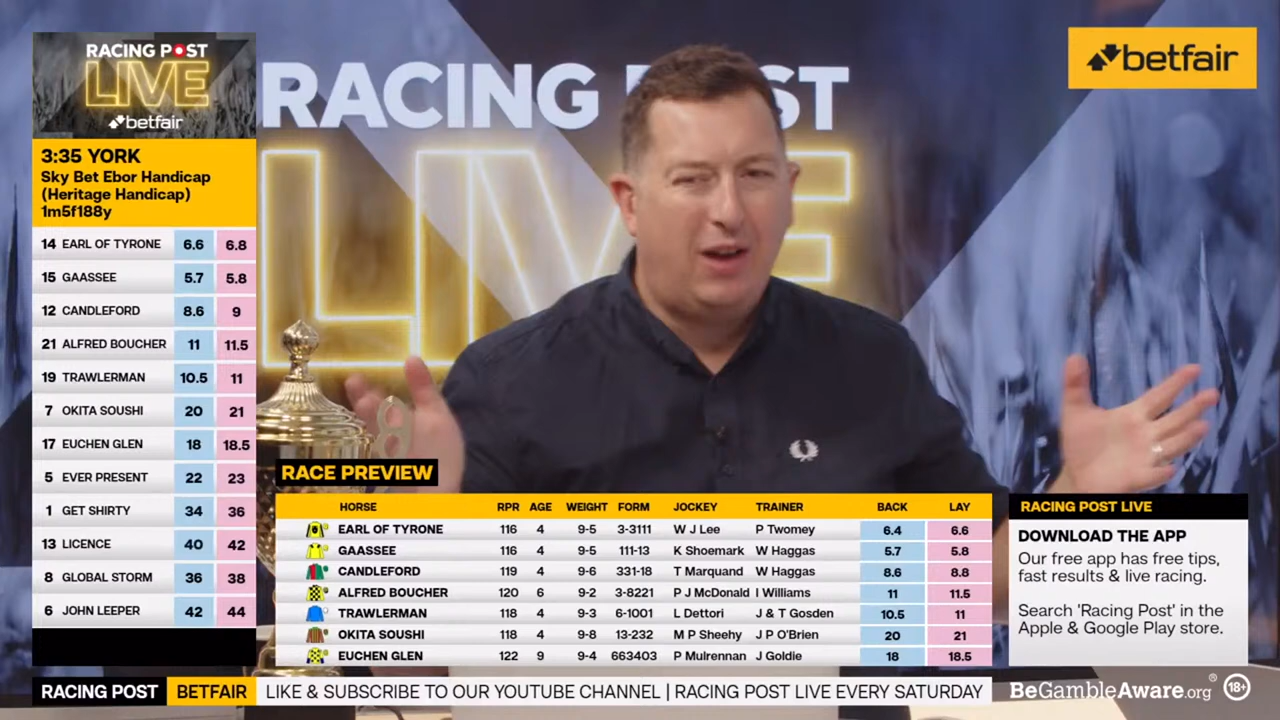 RACING POST
LIVE
betfair
3:35 YORK
Sky Bet Ebor Handicap
(Heritage Handicap)
1m5f188y
14 EARL OF TYRONE 6.6 6.8
15 GAASSEE 5.7 5.8
12 CANDLEFORD 8.6 9
21 ALFRED BOUCHER 11 11.5
19 TRAWLERMAN 10.5 11
7 OKITA SOUSHI 20 21
17 EUCHEN GLEN 18 18.5
5 EVER PRESENT 22 23
1 GET SHIRTY 34 36
13 LICENCE 40 42
8 GLOBAL STORM 36 38
6 JOHN LEEPER 42 44
RACING ST
LIVE
betfair
RACE PREVIEW
HORSE RPR AGE WEIGHT FORM JOCKEY TRAINER BACK LAY
EARL OF TYRONE 116 4 9-5 3-3111 W J Lee P Twomey 6.4 6.6
GAASSEE 116 4 9-5 111-13 K Shoemark W Haggas 5.7 5.8
CANDLEFORD 119 4 9-6 331-18 T Marquand W Haggas 8.6 8.8
ALFRED BOUCHER 120 6 9-2 3-8221 P J McDonald I Williams 11 11.5
TRAWLERMAN 118 4 9-3 6-1001 L Dettori J & T Gosden 10.5 11
OKITA SOUSHI 118 4 9-8 13-232 M P Sheehy J P O'Brien 20 21
EUCHEN GLEN 122 9 9-4 663403 P Mulrennan J Goldie 18 18.5
RACING POST LIVE
DOWNLOAD THE APP
Our free app has free tips,
fast results & live racing.
Search 'Racing Post' in the
Apple & Google Play store.
RACING POST BETFAIR LIKE & SUBSCRIBE TO OUR YOUTUBE CHANNEL | RACING POST LIVE EVERY SATURDAY BeGambleAware.org® 18+